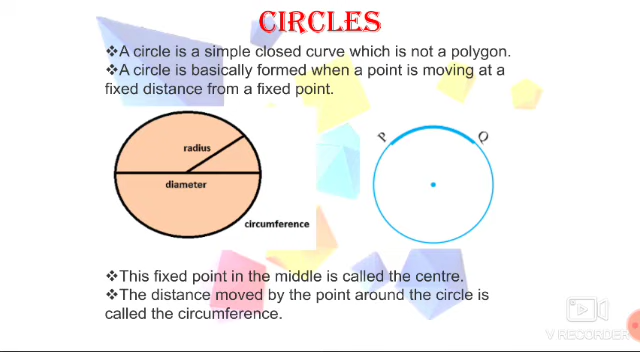 CIRCLES
❖A circle is a simple closed curve which is not a polygon.
❖A circle is basically formed when a point is moving at a
fixed distance from a fixed point.
radius
diameter
circumference
P
Q
❖This fixed point in the middle is called the centre.
❖The distance moved by the point around the circle is
called the circumference.
V RECORDER